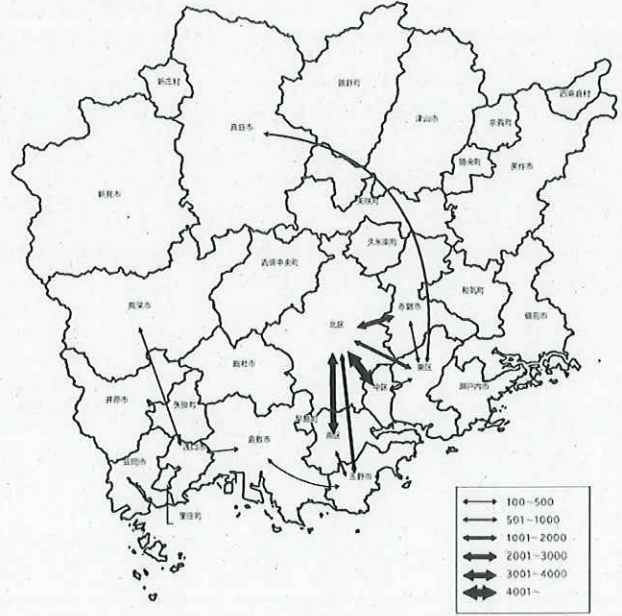 新庄村
鏡野町
西粟倉村
津山市
奈義町
真庭市
勝央町
美作市
新見市
美咲町
久米南町
吉備中央町
和気町
高梁市
赤磐市
備前市
北区
総社市
東区
瀬戸内市
中区
井原市
矢掛町
早島町
南区
倉敷市
浅口市
笠岡市
玉野市
里庄町
100~500
501~1000
1001~2000
2001~3000
3001~4000
4001~